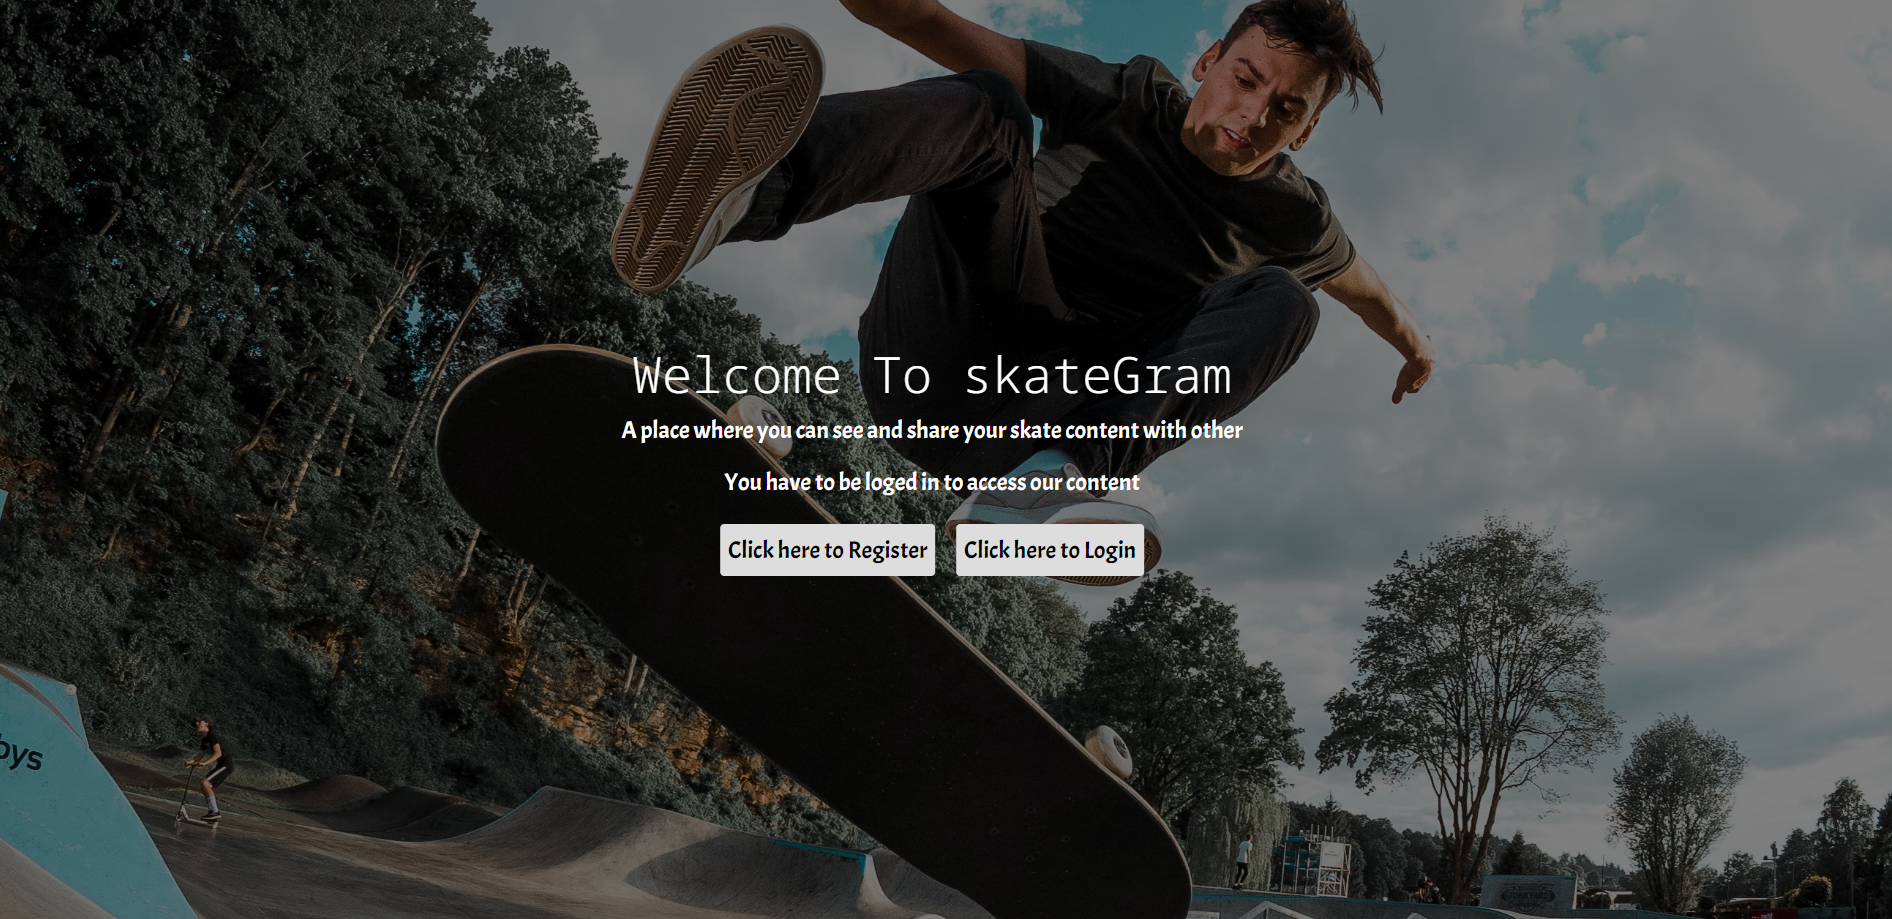 Welcome To skateGram
A place where you can see and share your skate content with other
You have to be loged in to access our content
Click here to Register
Click here to Login
bys